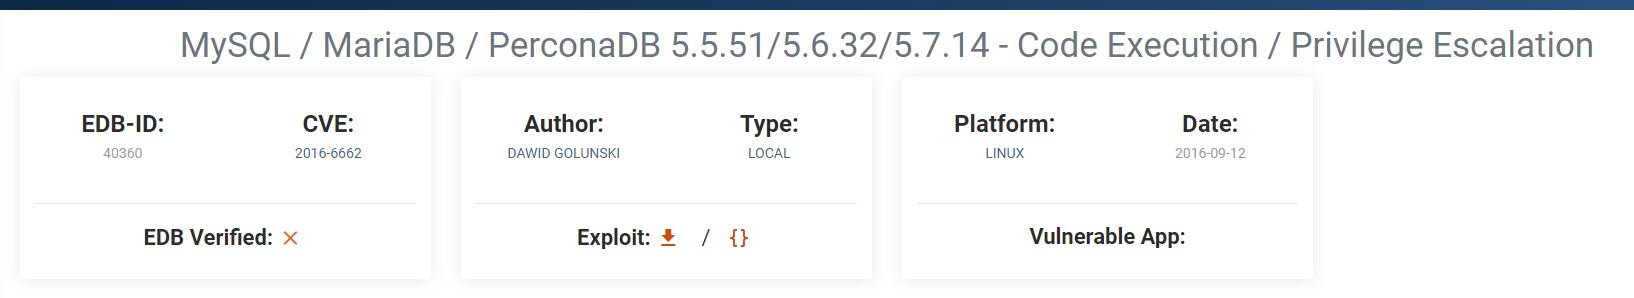 MySQL / MariaDB / PerconaDB 5.5.51/5.6.32/5.7.14 - Code Execution / Privilege Escalation
EDB-ID:
40360
CVE:
2016-6662
EDB Verified:
Author:
DAWID GOLUNSKI
Type:
LOCAL
Exploit: / {}
Platform:
LINUX
Date:
2016-09-12
Vulnerable App: